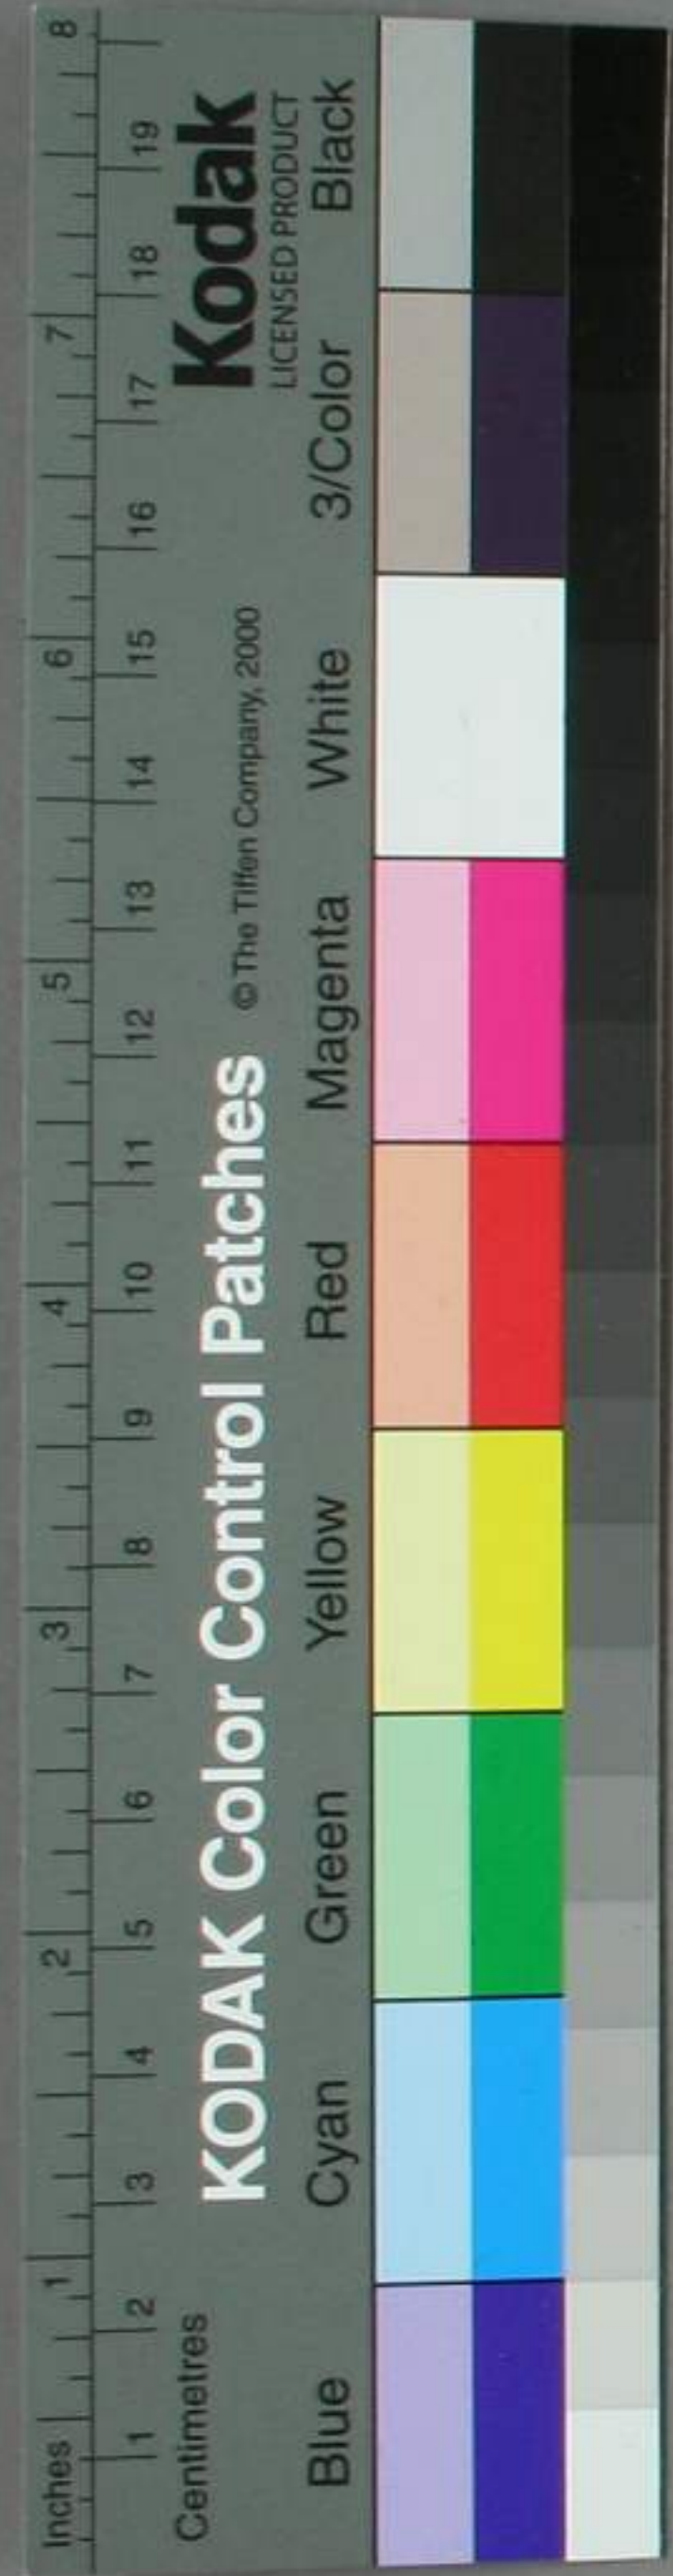 Inches 1 2 3 4 5 6 7 8
1 2 3 4 5 6 7 8 9 10 11 12 13 14 15 16 17 18 19
Centimetres
KODAK Color Control Patches © The Tiffen Company, 2000 Kodak
LICENSED PRODUCT
Blue Cyan Green Yellow Red Magenta White 3/Color Black